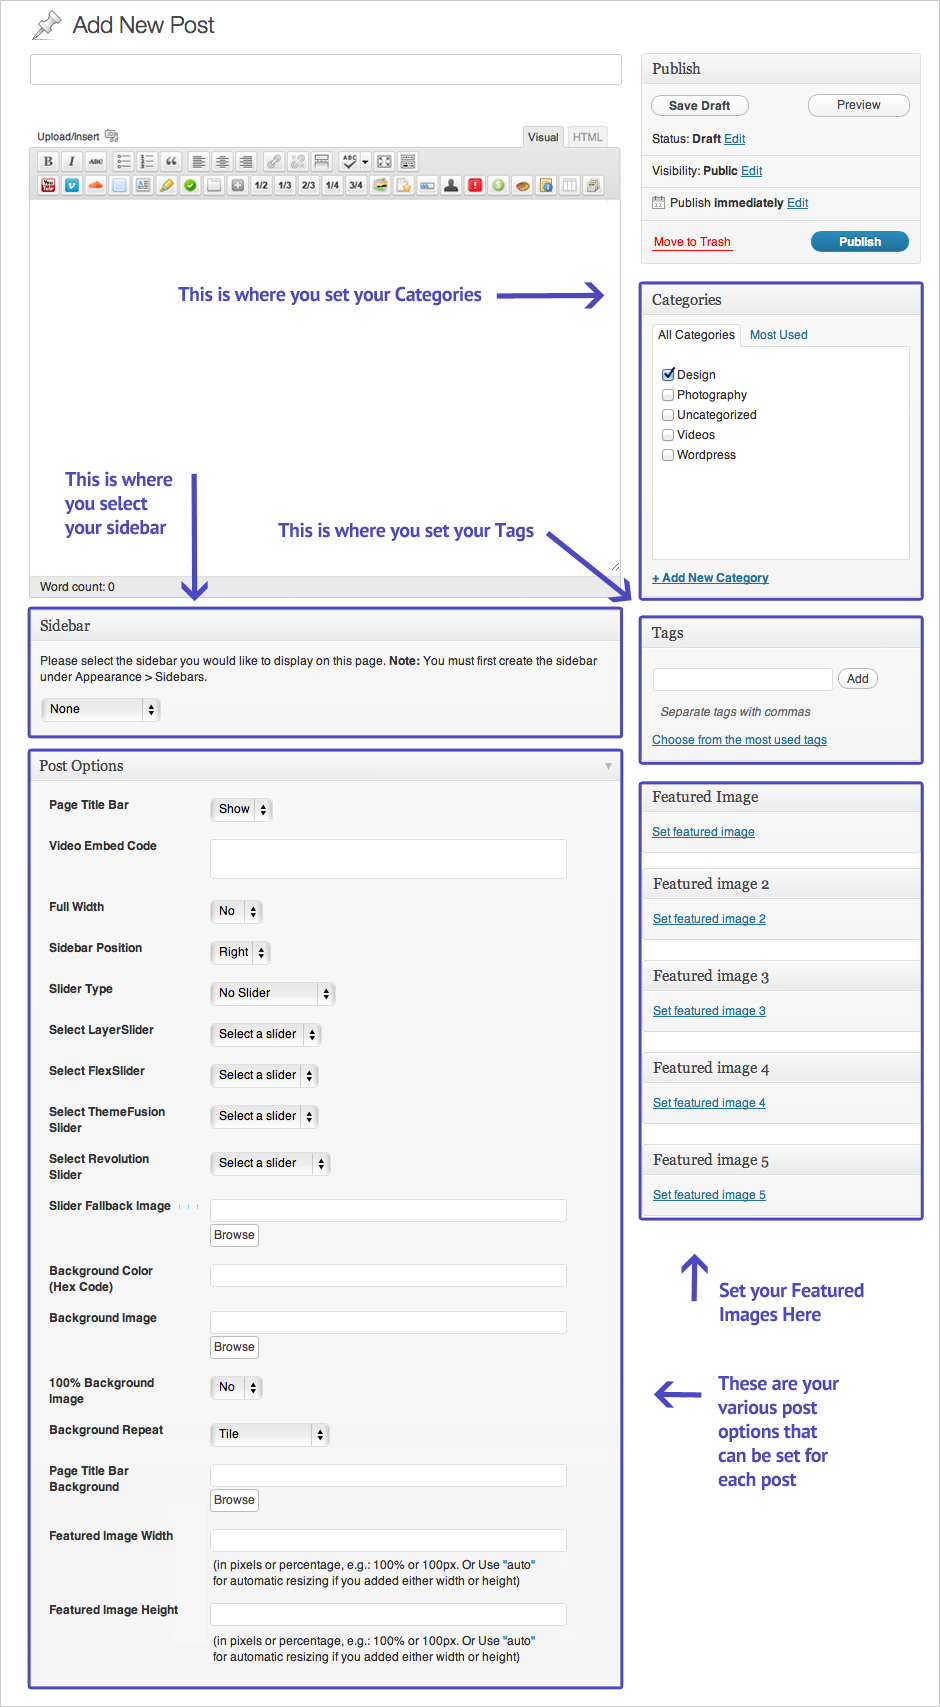 Add New Post
Upload/Insert
Visual
HTML
B
I
ABC
ABC
You Tube
1/2
1/3
2/3
1/4
3/4
This is where you set your Categories
This is where
you select
your sidebar
This is where you set your Tags
Word count: 0
Sidebar
Please select the sidebar you would like to display on this page. Note: You must first create the sidebar
under Appearance > Sidebars.
None
Post Options
Page Title Bar
Show
Video Embed Code
Full Width
No
Sidebar Position
Right
Slider Type
No Slider
Select LayerSlider
Select a slider
Select FlexSlider
Select a slider
Select ThemeFusion
Slider
Select a slider
Select Revolution
Slider
Select a slider
Slider Fallback Image
Browse
Background Color
(Hex Code)
Background Image
Browse
100% Background
Image
No
Background Repeat
Tile
Page Title Bar
Background
Browse
Featured Image Width
(in pixels or percentage, e.g.: 100% or 100px. Or Use "auto"
for automatic resizing if you added either width or height)
Featured Image Height
(in pixels or percentage, e.g.: 100% or 100px. Or Use "auto"
for automatic resizing if you added either width or height)
Publish
Save Draft
Preview
Status: Draft Edit
Visibility: Public Edit
Publish immediately Edit
Move to Trash
Publish
Categories
All Categories
Most Used
Design
Photography
Uncategorized
Videos
Wordpress
+ Add New Category
Tags
Add
Separate tags with commas
Choose from the most used tags
Featured Image
Set featured image
Featured image 2
Set featured image 2
Featured image 3
Set featured image 3
Featured image 4
Set featured image 4
Featured image 5
Set featured image 5
Set your Featured
Images Here
These are your
various post
options that
can be set for
each post